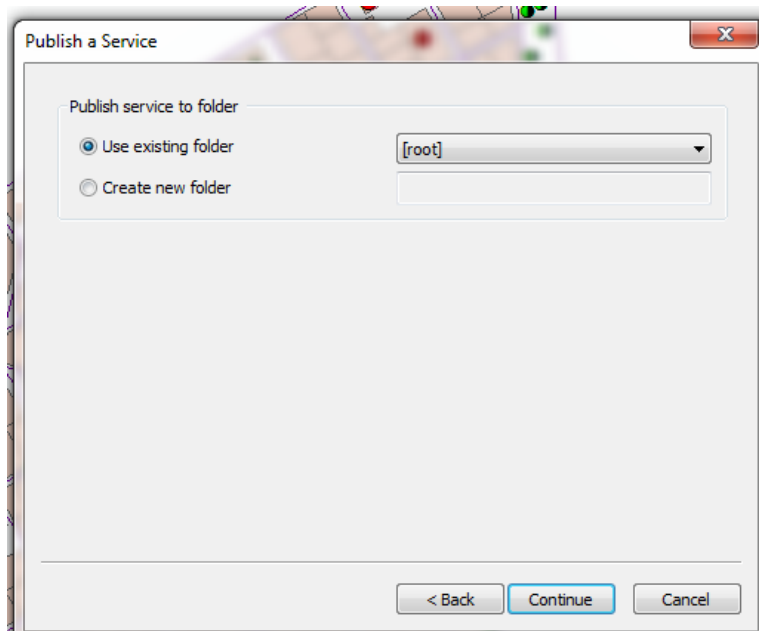 Publish a Service
Publish service to folder
Use existing folder
[root]
Create new folder
< Back
Continue
Cancel